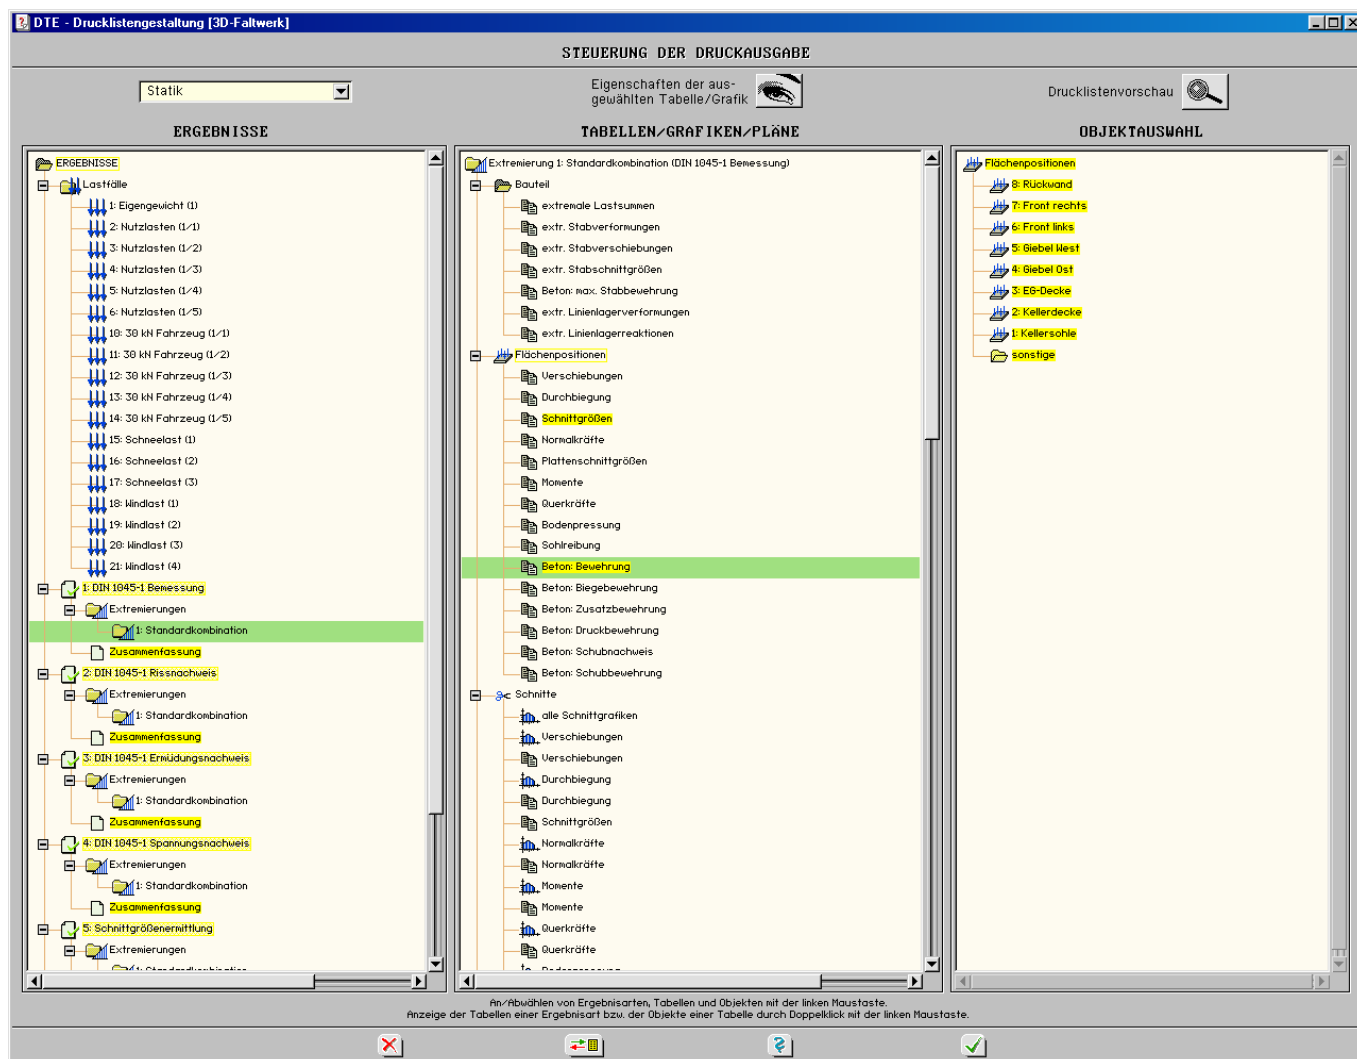 DTE - Drucklistengestaltung [3D-Faltwerk]
STEUERUNG DER DRUCKAUSGABE
Statik
Eigenschaften der aus-
gewählten Tabelle/Grafik
Drucklistenvorschau
ERGEBNISSE
TABELLEN/GRAFIKEN/PLÄNE
OBJEKTAUSWAHL
ERGEBNISSE
Lastfälle
1: Eigengewicht (1)
2: Nutzlasten (1/1)
3: Nutzlasten (1/2)
4: Nutzlasten (1/3)
5: Nutzlasten (1/4)
6: Nutzlasten (1/5)
10: 30 kN Fahrzeug (1/1)
11: 30 kN Fahrzeug (1/2)
12: 30 kN Fahrzeug (1/3)
13: 30 kN Fahrzeug (1/4)
14: 30 kN Fahrzeug (1/5)
15: Schneelast (1)
16: Schneelast (2)
17: Schneelast (3)
18: Windlast (1)
19: Windlast (2)
20: Windlast (3)
21: Windlast (4)
1: DIN 1045-1 Bemessung
Extremierungen
1: Standardkombination
Zusammenfassung
2: DIN 1045-1 Rissnachweis
Extremierungen
1: Standardkombination
Zusammenfassung
3: DIN 1045-1 Ermüdungsnachweis
Extremierungen
1: Standardkombination
Zusammenfassung
4: DIN 1045-1 Spannungsnachweis
Extremierungen
1: Standardkombination
Zusammenfassung
5: Schnittgrößenermittlung
Extremierungen
1: Standardkombination
Extremierung 1: Standardkombination (DIN 1045-1 Bemessung)
Bauteil
extremale Lastsummen
extr. Stabverformungen
extr. Stabverschiebungen
extr. Stabschnittgrößen
Beton: max. Stabbewehrung
extr. Linienlagerverformungen
extr. Linienlagerreaktionen
Flächenpositionen
Verschiebungen
Durchbiegung
Schnittgrößen
Normalkräfte
Plattenschnittgrößen
Momente
Querkräfte
Bodenpressung
Sohlreibung
Beton: Bewehrung
Beton: Biegebewehrung
Beton: Zusatzbewehrung
Beton: Druckbewehrung
Beton: Schubnachweis
Beton: Schubbewehrung
Schnitte
alle Schnittgrafiken
Verschiebungen
Verschiebungen
Durchbiegung
Durchbiegung
Schnittgrößen
Normalkräfte
Normalkräfte
Momente
Momente
Querkräfte
Querkräfte
Bodenpressung
Flächenpositionen
8: Rückwand
7: Front rechts
6: Front links
5: Giebel West
4: Giebel Ost
3: EG-Decke
2: Kellerdecke
1: Kellersohle
sonstige
An/Abwählen von Ergebnisarten, Tabellen und Objekten mit der linken Maustaste.
Anzeige der Tabellen einer Ergebnisart bzw. der Objekte einer Tabelle durch Doppelklick mit der linken Maustaste.